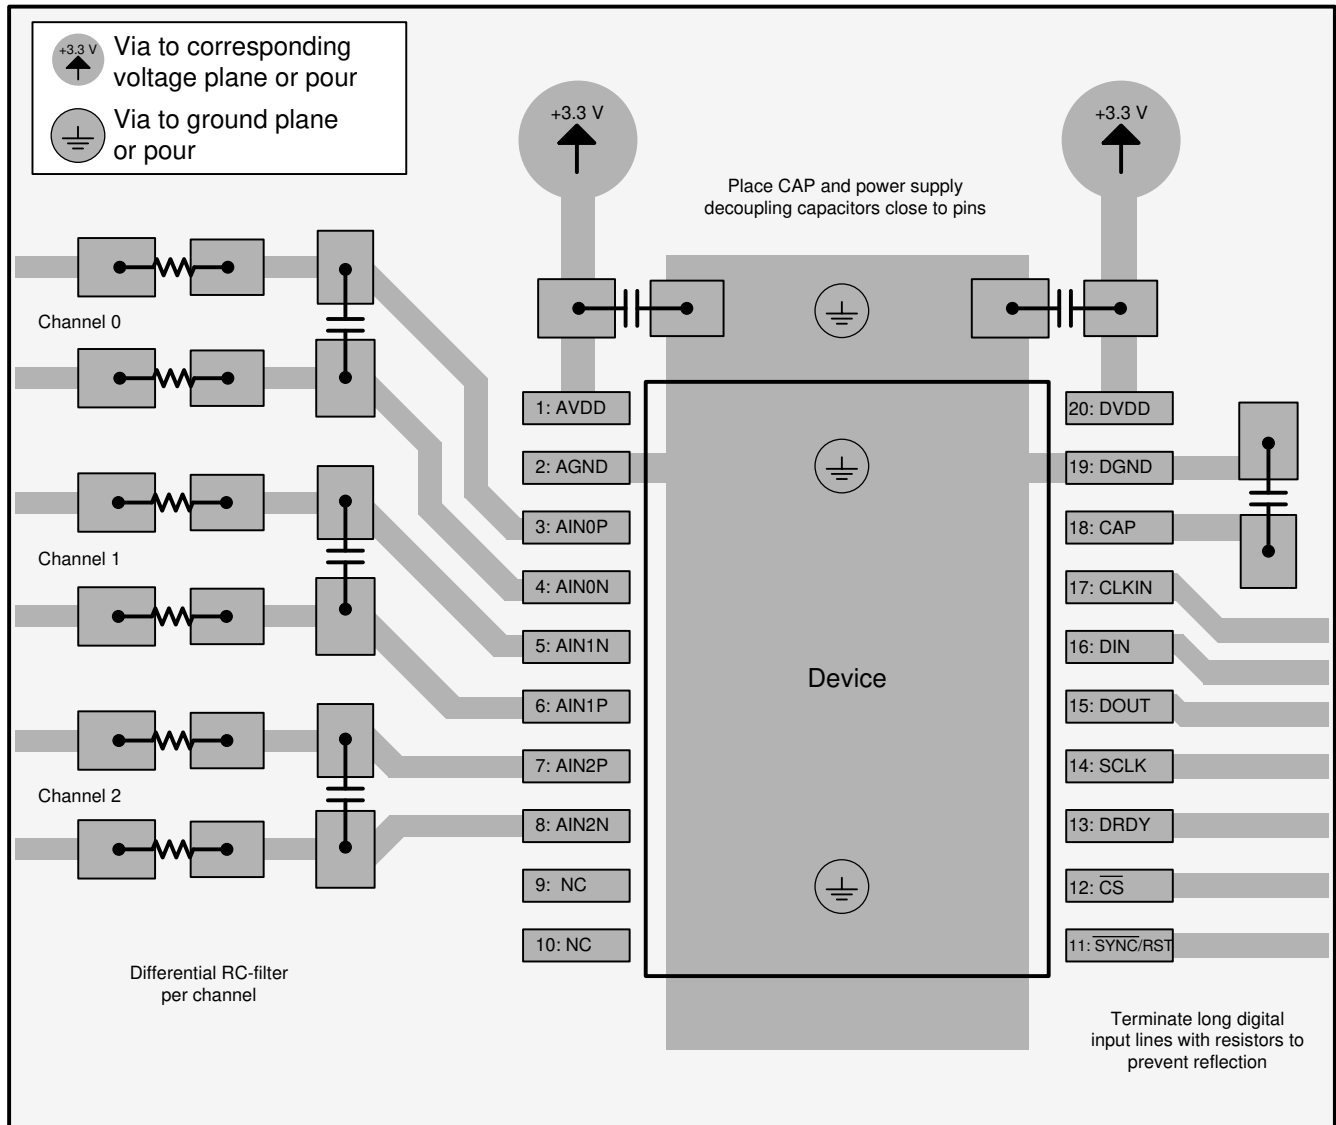 +3.3 V
Via to corresponding
voltage plane or pour
Via to ground plane
or pour
+3.3 V
+3.3 V
Place CAP and power supply
decoupling capacitors close to pins
Channel 0
Channel 1
Channel 2
1: AVDD
2: AGND
3: AIN0P
4: AIN0N
5: AIN1N
6: AIN1P
7: AIN2P
8: AIN2N
9: NC
10: NC
Device
20: DVDD
19: DGND
18: CAP
17: CLKIN
16: DIN
15: DOUT
14: SCLK
13: DRDY
12: C̅S̅
11: S̅Y̅N̅C̅/RST
Differential RC-filter
per channel
Terminate long digital
input lines with resistors to
prevent reflection